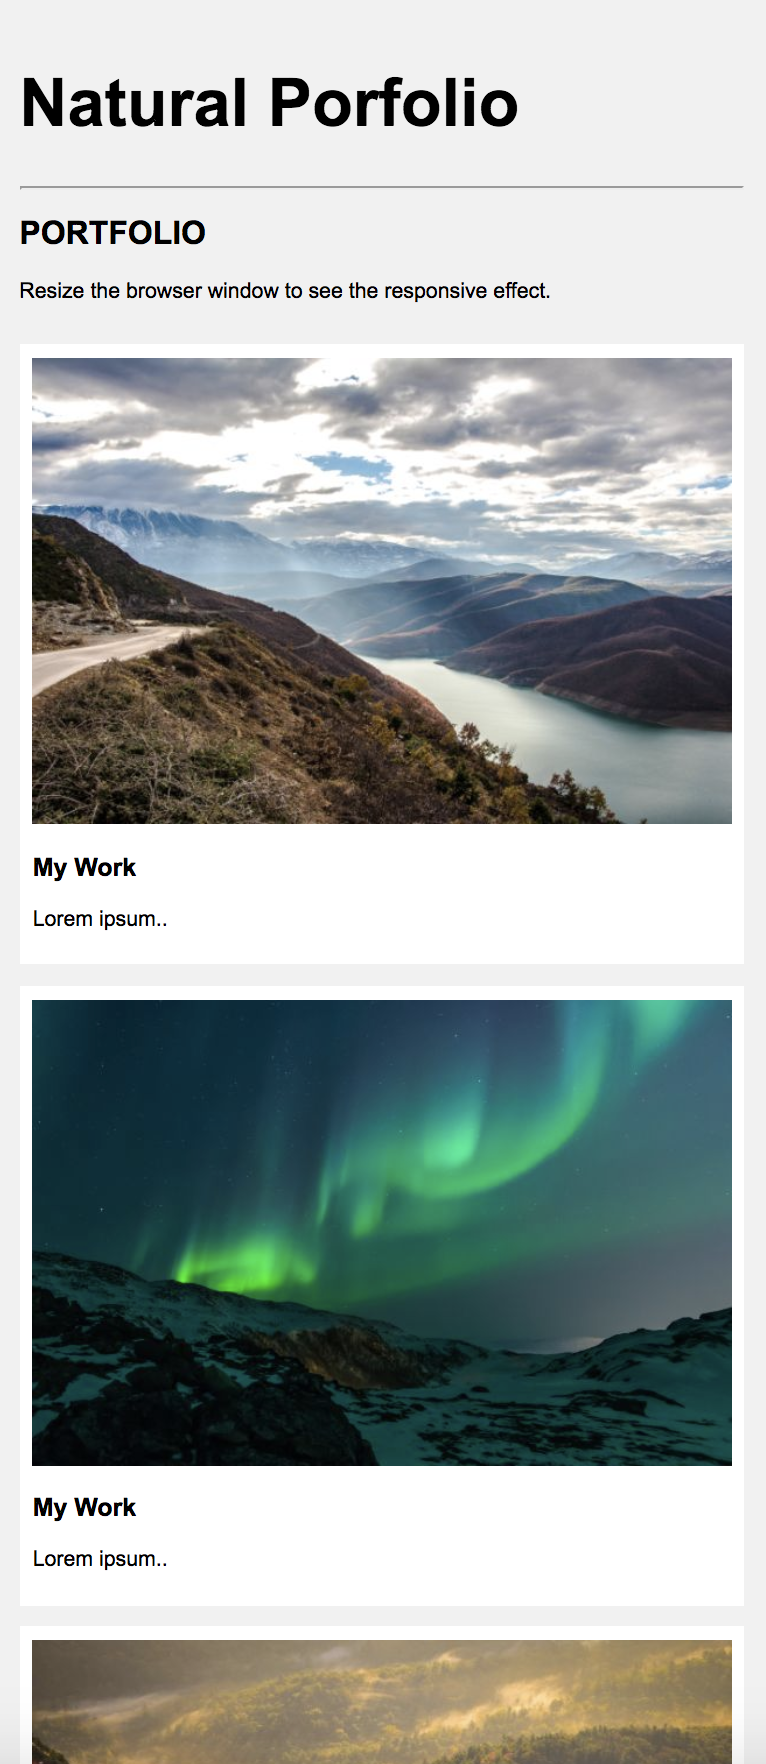 Natural Porfolio
PORTFOLIO
Resize the browser window to see the responsive effect.
My Work
Lorem ipsum..
My Work
Lorem ipsum..